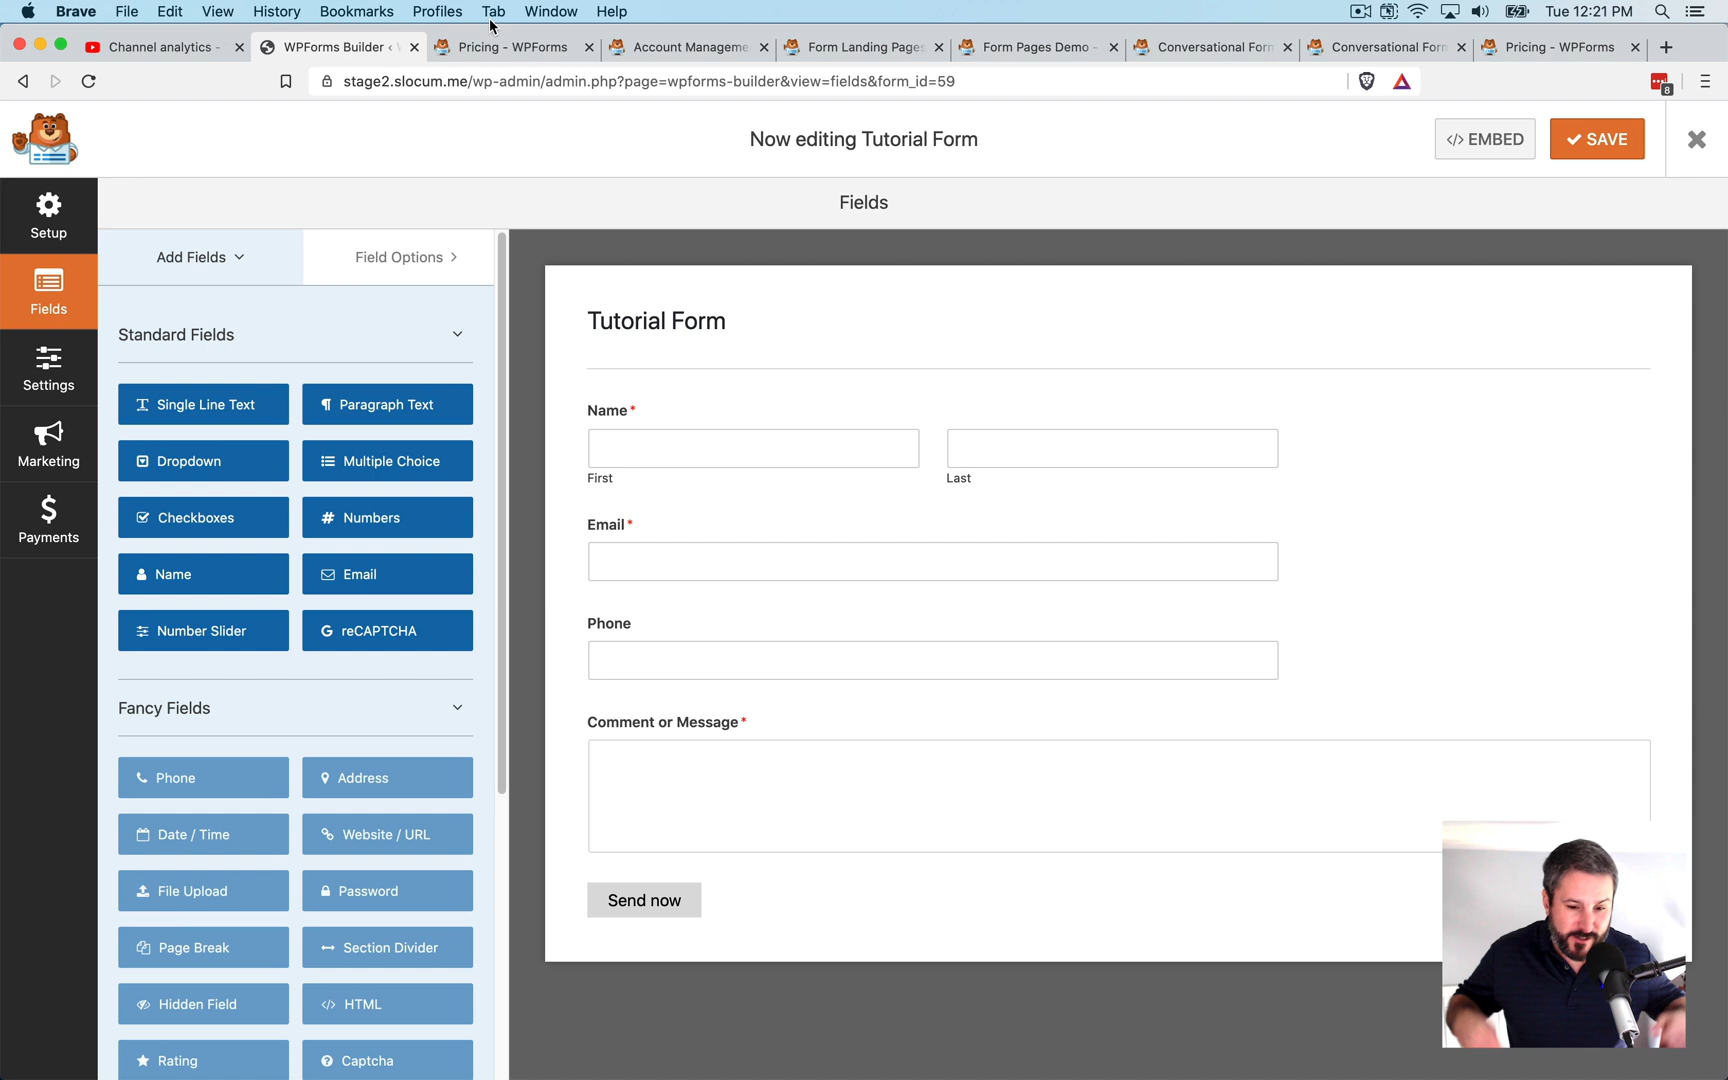 Brave File Edit View History Bookmarks Profiles Tab Window Help Tue 12:21 PM
Channel analytics - WPForms Builder ‹ Pricing - WPForms Account Manageme Form Landing Page Form Pages Demo - Conversational Form Conversational Form Pricing - WPForms
stage2.slocum.me/wp-admin/admin.php?page=wpforms-builder&view=fields&form_id=59 8
Now editing Tutorial Form
</> EMBED
SAVE
Fields
Setup
Fields
Settings
Marketing
Payments
Add Fields
Field Options
Standard Fields
Single Line Text
Paragraph Text
Dropdown
Multiple Choice
Checkboxes
# Numbers
Name
Email
Number Slider
G reCAPTCHA
Fancy Fields
Phone
Address
Date / Time
Website / URL
File Upload
Password
Page Break
Section Divider
Hidden Field
</> HTML
Rating
Captcha
Tutorial Form
Name *
First
Last
Email *
Phone
Comment or Message *
Send now